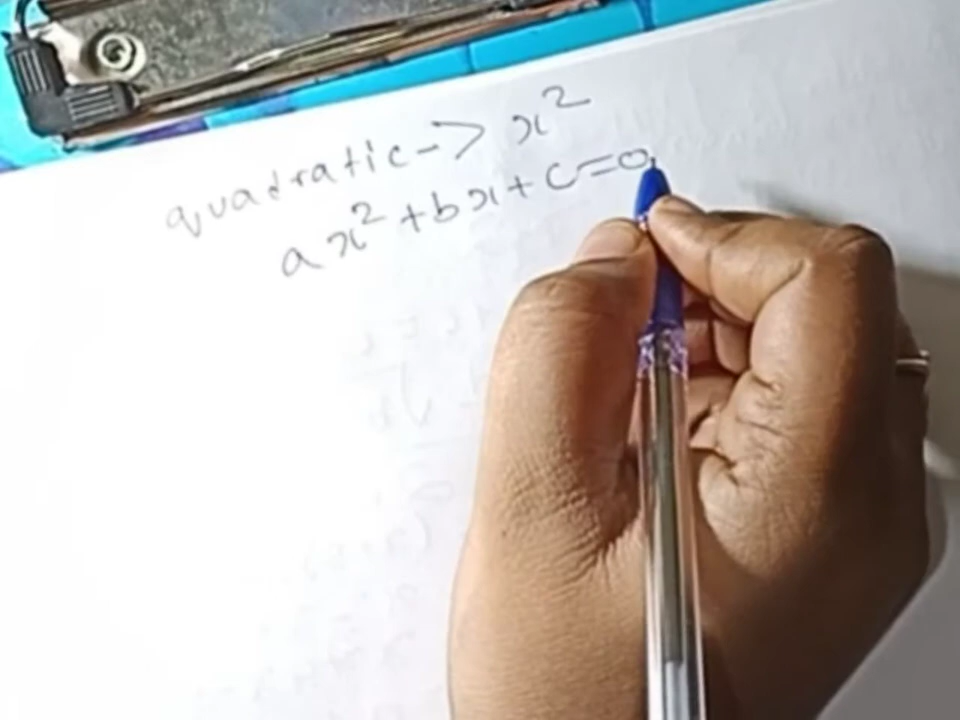 quadratic -> x²
ax² + bx + c = 0